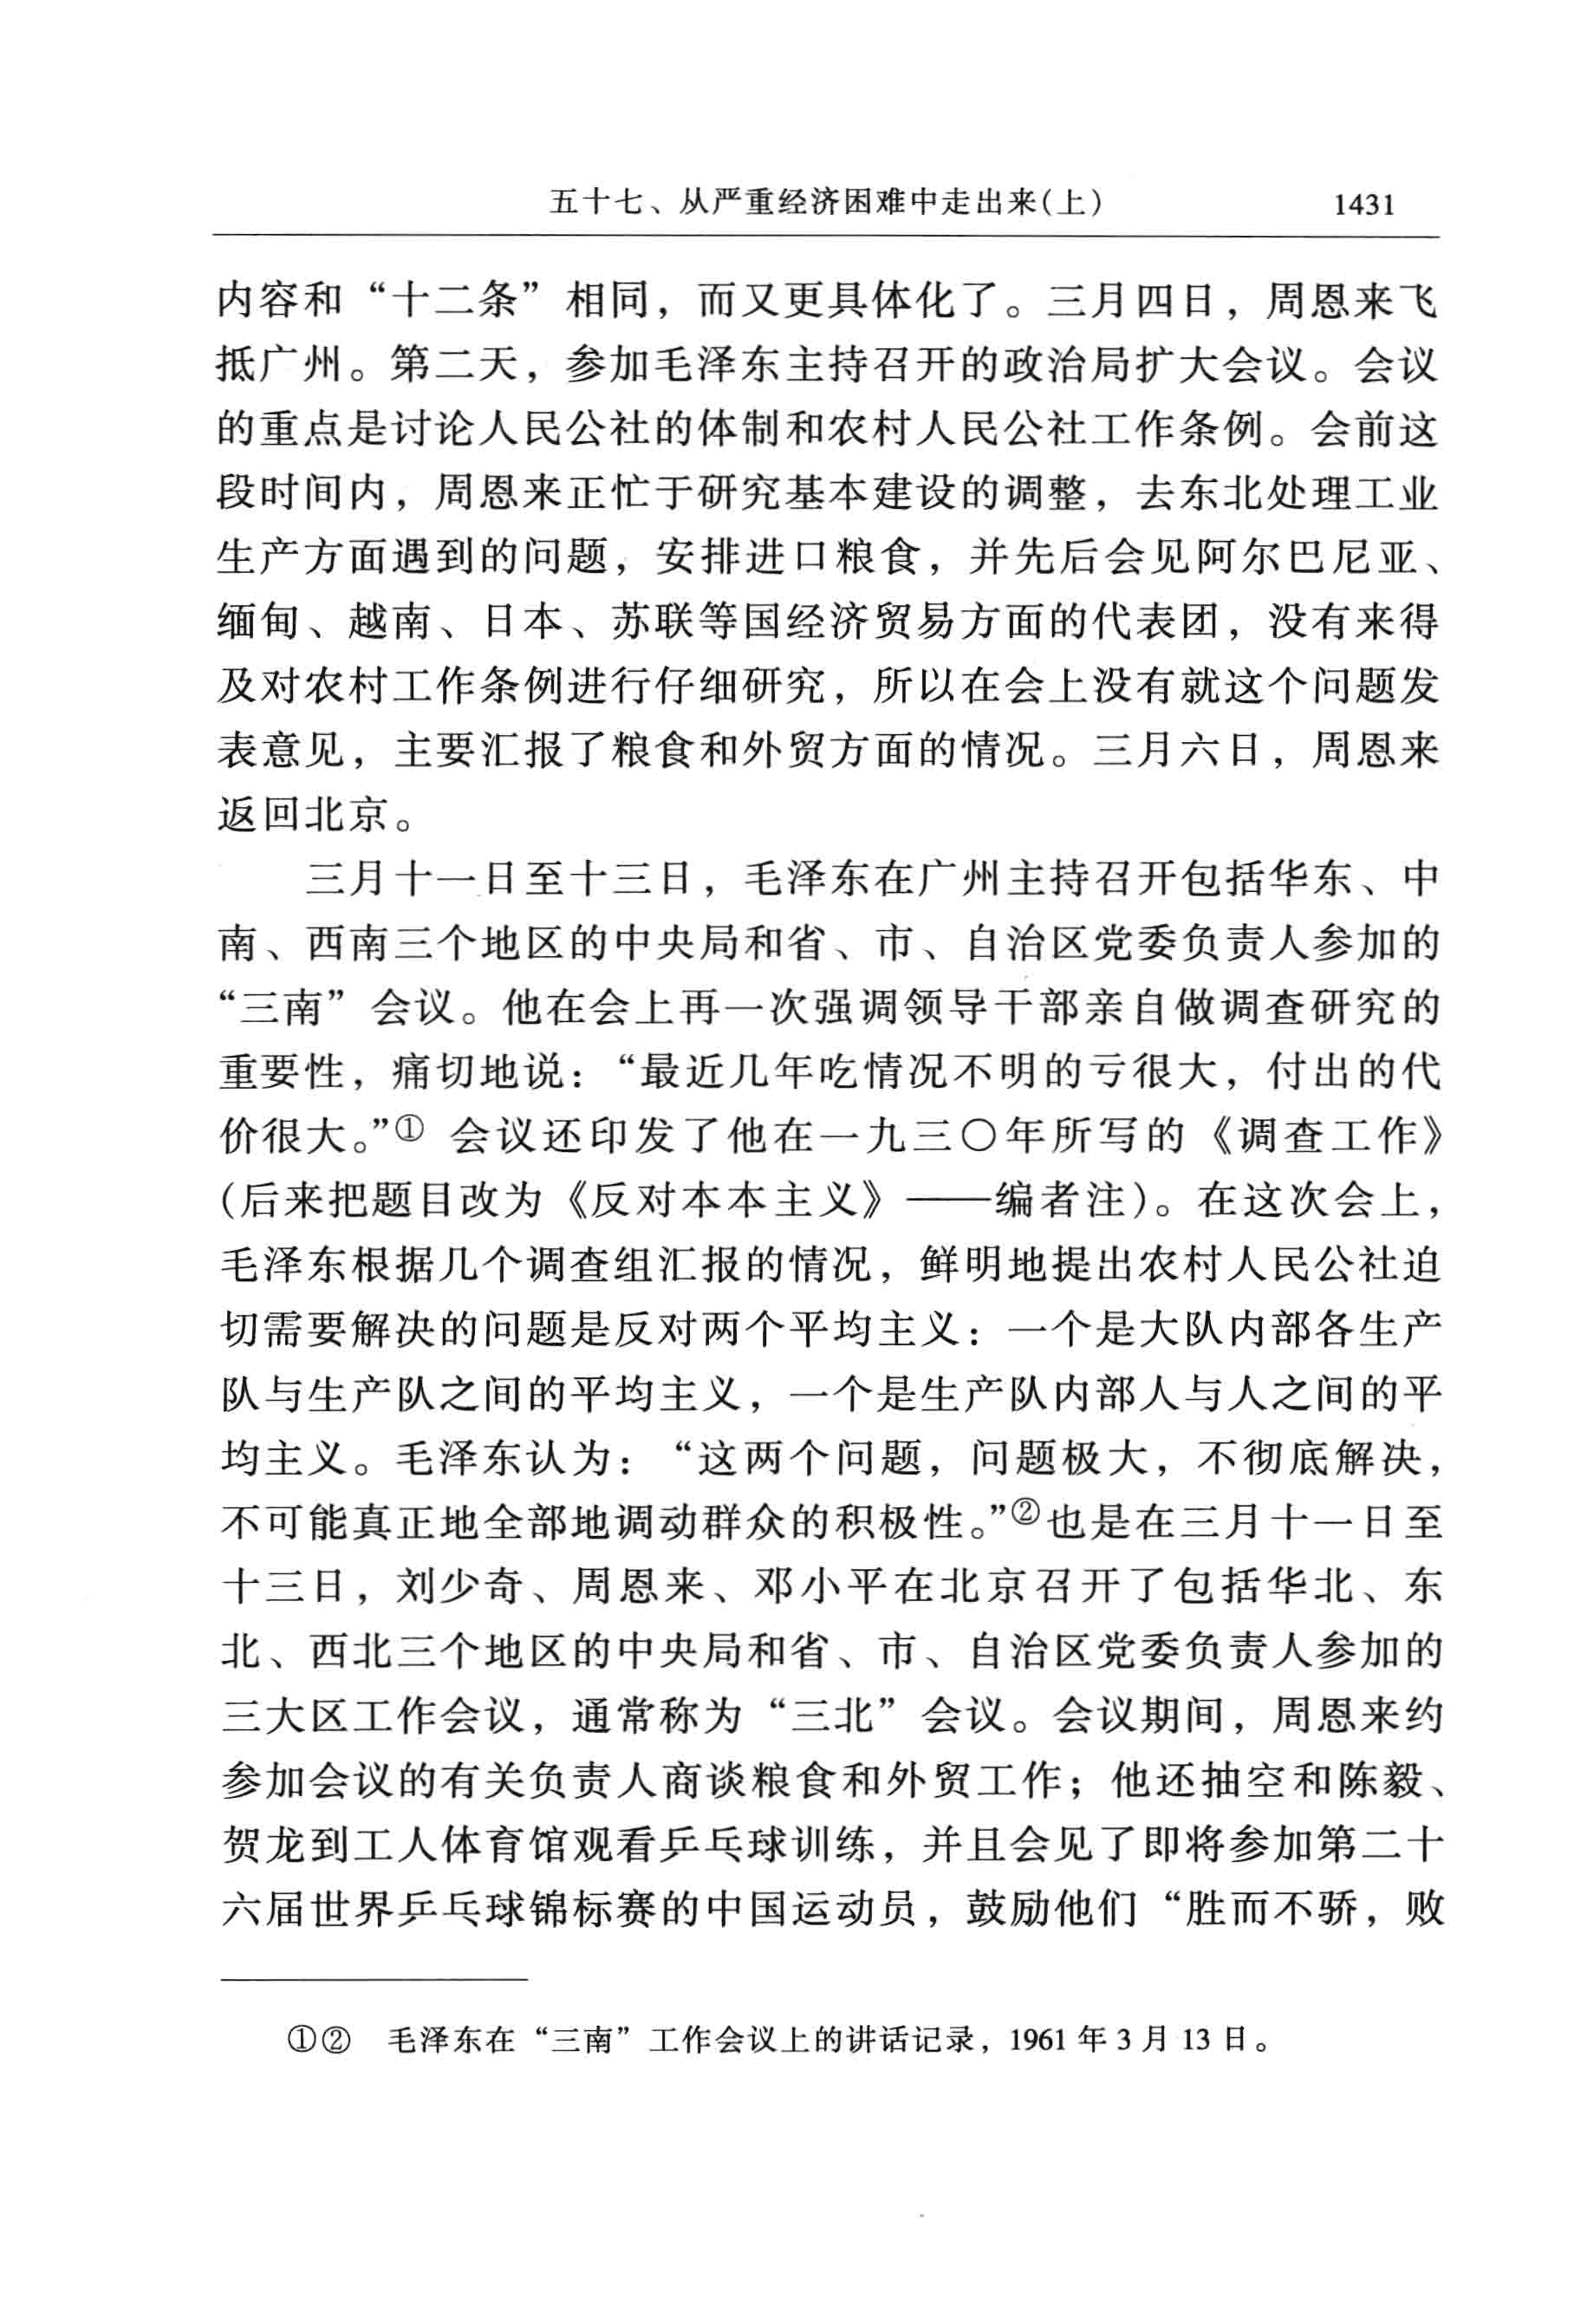 五十七、从严重经济困难中走出来(上) 1431
内容和“十二条”相同，而又更具体化了。三月四日，周恩来飞
抵广州。第二天，参加毛泽东主持召开的政治局扩大会议。会议
的重点是讨论人民公社的体制和农村人民公社工作条例。会前这
段时间内，周恩来正忙于研究基本建设的调整，去东北处理工业
生产方面遇到的问题，安排进口粮食，并先后会见阿尔巴尼亚、
缅甸、越南、日本、苏联等国经济贸易方面的代表团，没有来得
及对农村工作条例进行仔细研究，所以在会上没有就这个问题发
表意见，主要汇报了粮食和外贸方面的情况。三月六日，周恩来
返回北京。
三月十一日至十三日，毛泽东在广州主持召开包括华东、中
南、西南三个地区的中央局和省、市、自治区党委负责人参加的
“三南”会议。他在会上再一次强调领导干部亲自做调查研究的
重要性，痛切地说：“最近几年吃情况不明的亏很大，付出的代
价很大。”① 会议还印发了他在一九三〇年所写的《调查工作》
(后来把题目改为《反对本本主义》——编者注)。在这次会上，
毛泽东根据几个调查组汇报的情况，鲜明地提出农村人民公社迫
切需要解决的问题是反对两个平均主义：一个是大队内部各生产
队与生产队之间的平均主义，一个是生产队内部人与人之间的平
均主义。毛泽东认为：“这两个问题，问题极大，不彻底解决，
不可能真正地全部地调动群众的积极性。”②也是在三月十一日至
十三日，刘少奇、周恩来、邓小平在北京召开了包括华北、东
北、西北三个地区的中央局和省、市、自治区党委负责人参加的
三大区工作会议，通常称为“三北”会议。会议期间，周恩来约
参加会议的有关负责人商谈粮食和外贸工作；他还抽空和陈毅、
贺龙到工人体育馆观看乒乓球训练，并且会见了即将参加第二十
六届世界乒乓球锦标赛的中国运动员，鼓励他们“胜而不骄，败
①② 毛泽东在“三南”工作会议上的讲话记录，1961 年 3 月 13 日。